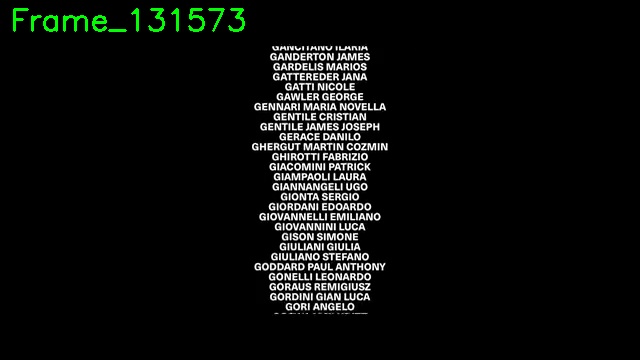 Frame_131573
GANCITANO ILARIA
GANDERTON JAMES
GARDELIS MARIOS
GATTEREDER JANA
GATTI NICOLE
GAWLER GEORGE
GENNARI MARIA NOVELLA
GENTILE CRISTIAN
GENTILE JAMES JOSEPH
GERACE DANILO
GHERGUT MARTIN COZMIN
GHIROTTI FABRIZIO
GIACOMINI PATRICK
GIAMPAOLI LAURA
GIANNANGELI UGO
GIONTA SERGIO
GIORDANI EDOARDO
GIOVANNELLI EMILIANO
GIOVANNINI LUCA
GISON SIMONE
GIULIANI GIULIA
GIULIANO STEFANO
GODDARD PAUL ANTHONY
GONELLI LEONARDO
GORAUS REMIGIUSZ
GORDINI GIAN LUCA
GORI ANGELO